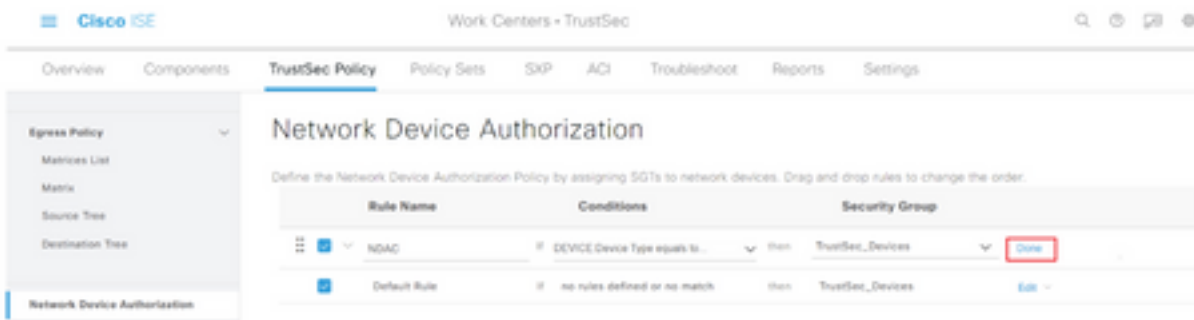 Cisco ISE
Work Centers • TrustSec
Overview Components TrustSec Policy Policy Sets SXP ACI Troubleshoot Reports Settings
Egress Policy
Matrices List
Matrix
Source Tree
Destination Tree
Network Device Authorization
Network Device Authorization
Define the Network Device Authorization Policy by assigning SGTs to network devices. Drag and drop rules to change the order.
Rule Name Conditions Security Group
NDAC if DEVICE:Device Type equals to... then TrustSec_Devices Done
Default Rule if no rules defined or no match then TrustSec_Devices Edit